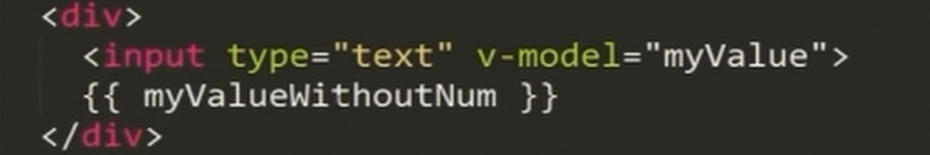 <div>
<input type="text" v-model="myValue">
{{ myValueWithoutNum }}
</div>